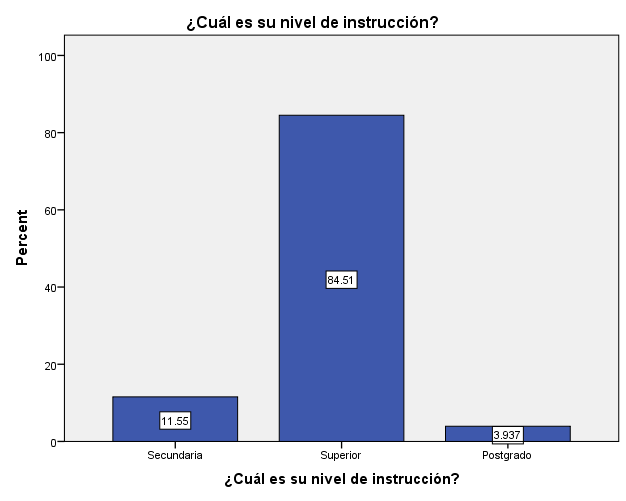 ¿Cuál es su nivel de instrucción?
100
80
60
40
20
0
Percent
11.55
84.51
3.937
Secundaria
Superior
Postgrado
¿Cuál es su nivel de instrucción?